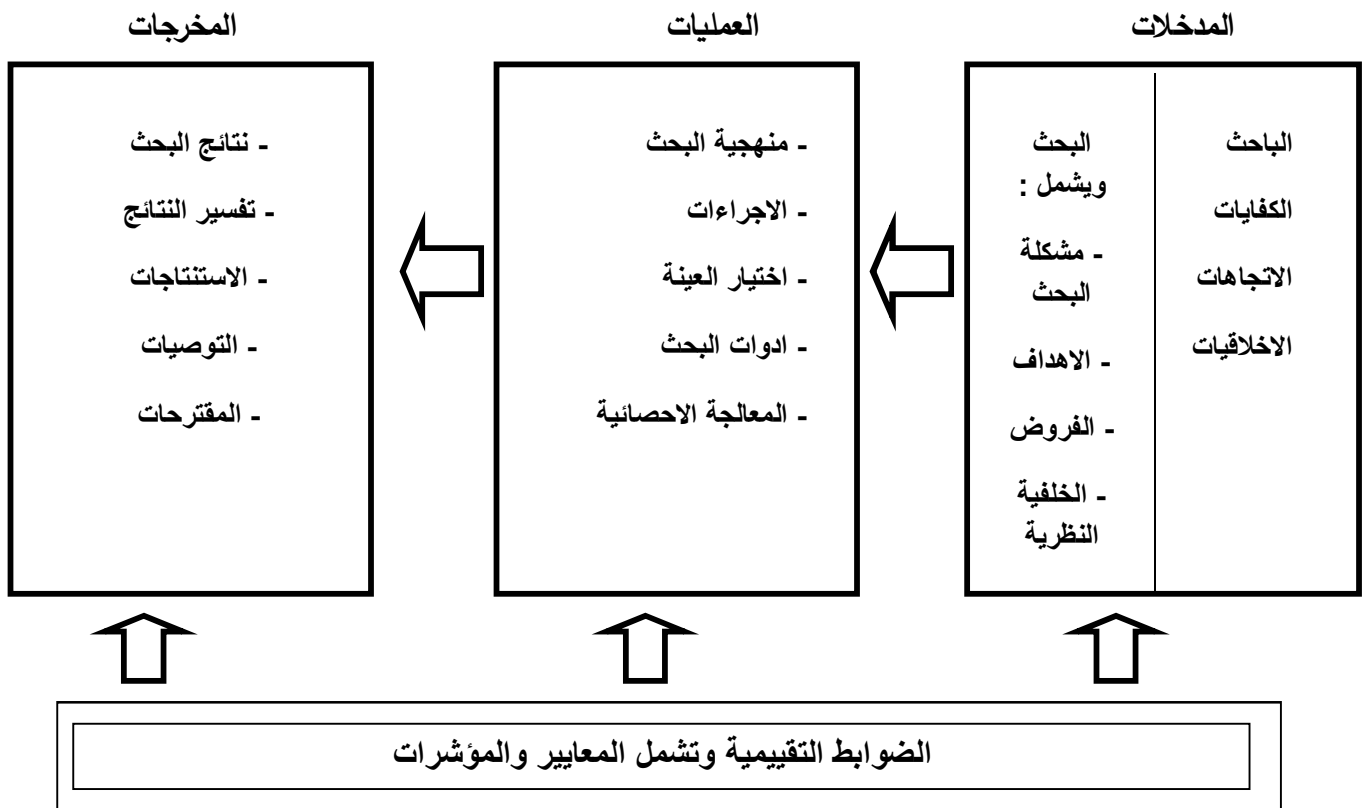 المدخلات
الباحث
الكفايات
الاتجاهات
الاخلاقيات
البحث
ويشمل :
- مشكلة
البحث
- الاهداف
- الفروض
- الخلفية
النظرية
العمليات
- منهجية البحث
- الاجراءات
- اختيار العينة
- ادوات البحث
- المعالجة الاحصائية
المخرجات
- نتائج البحث
- تفسير النتائج
- الاستنتاجات
- التوصيات
- المقترحات
الضوابط التقييمية وتشمل المعايير والمؤشرات